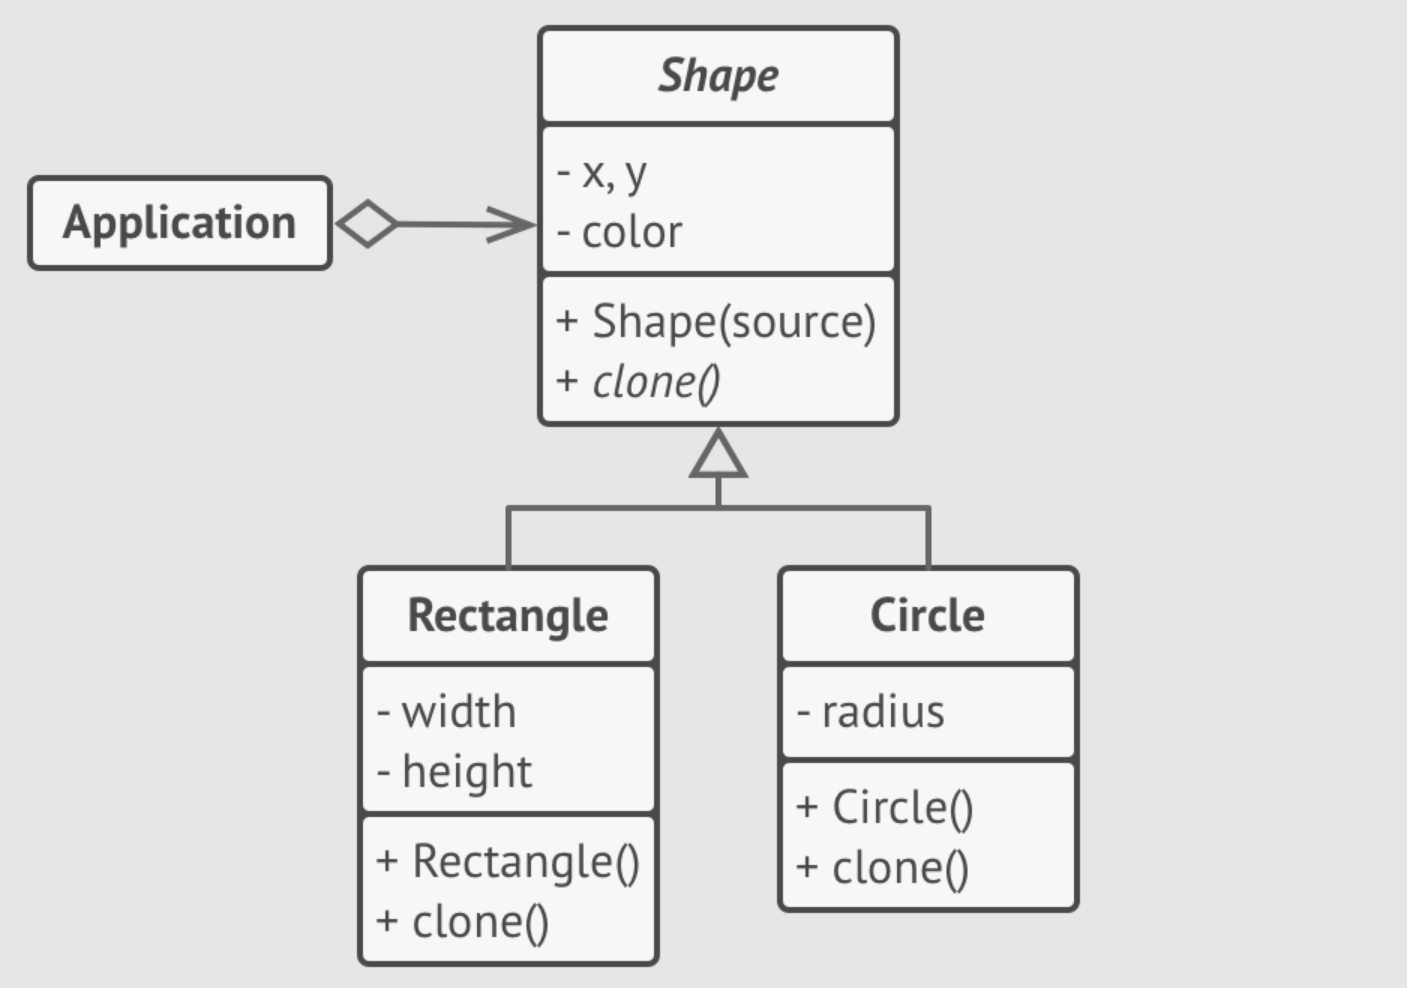 Shape
- x, y
- color
+ Shape(source)
+ clone()
Application
Rectangle
- width
- height
+ Rectangle()
+ clone()
Circle
- radius
+ Circle()
+ clone()